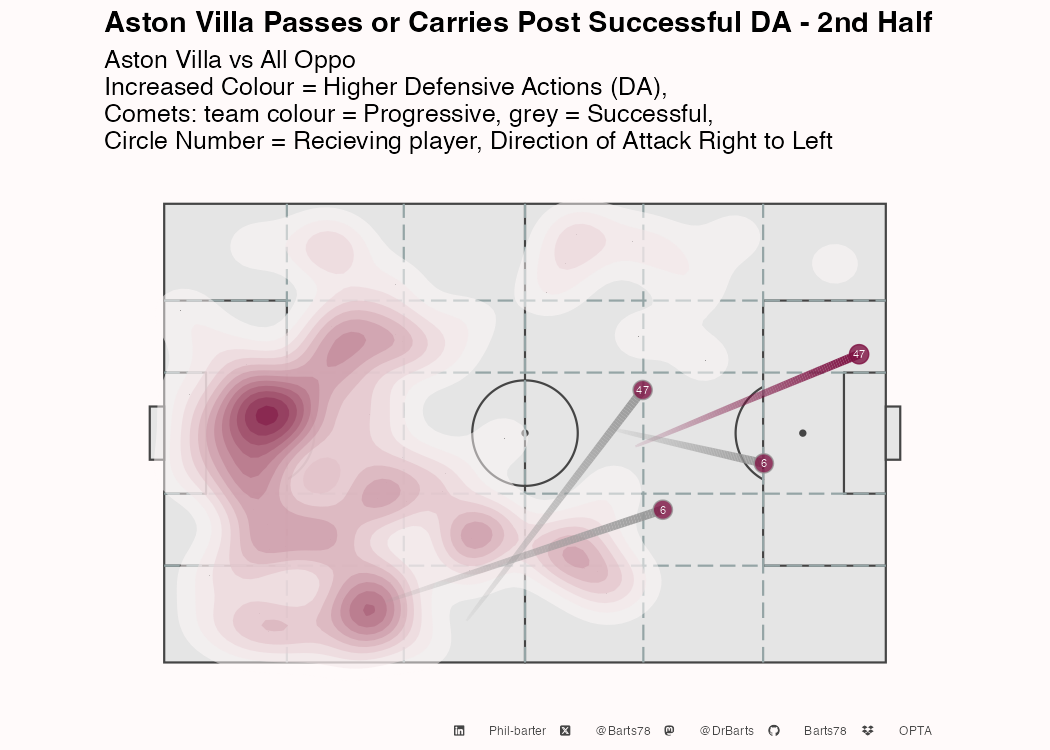 Aston Villa Passes or Carries Post Successful DA - 2nd Half
Aston Villa vs All Oppo
Increased Colour = Higher Defensive Actions (DA),
Comets: team colour = Progressive, grey = Successful,
Circle Number = Recieving player, Direction of Attack Right to Left
47
47
6
6
Phil-barter @Barts78 @DrBarts Barts78 OPTA